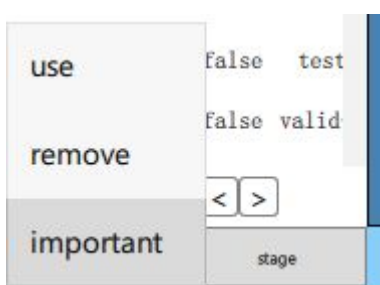 use
remove
important
false test
false valid
< >
stage